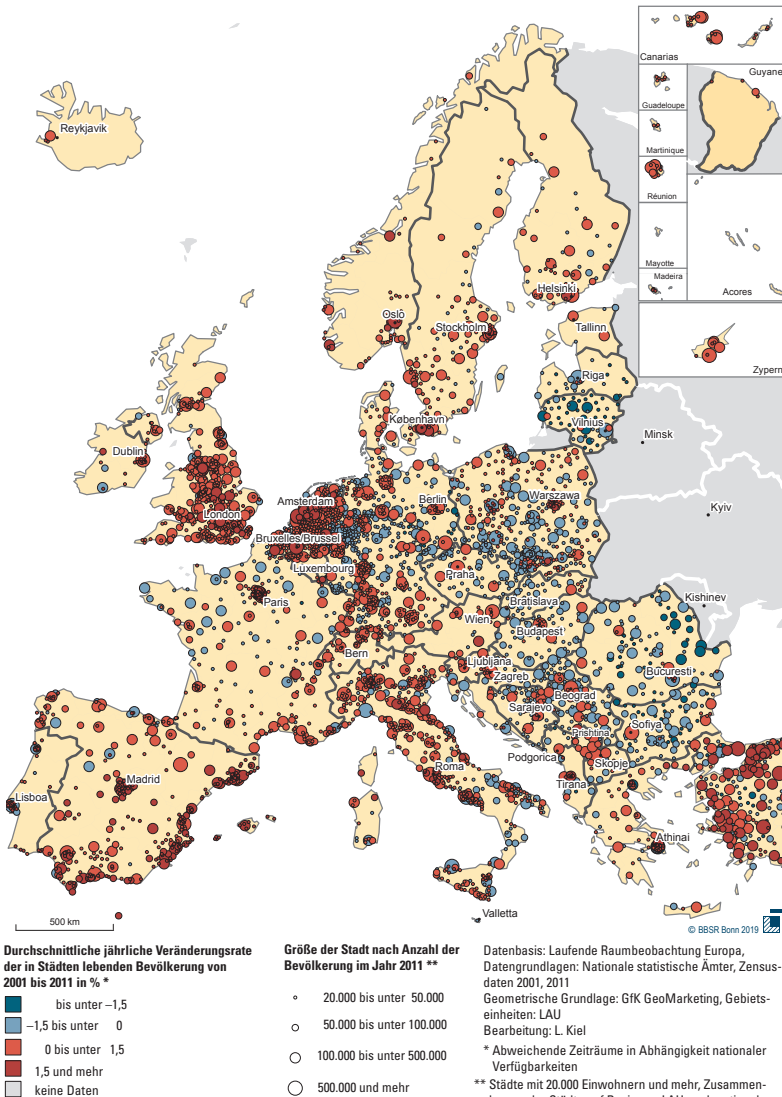 Canarias
Guyane
Guadeloupe
Martinique
Réunion
Mayotte
Madeira
Acores
Zypern
Reykjavik
Helsinki
Oslo
Stockholm
Tallinn
Riga
København
Vilnius
Minsk
Dublin
Amsterdam
Berlin
Warszawa
London
Kyiv
Bruxelles/Brussel
Luxembourg
Praha
Paris
Bratislava
Kishinev
Wien
Budapest
Bern
Ljubljana
Zagreb
Bucuresti
Beograd
Sarajevo
Prishtina
Sofiya
Podgorica
Skopje
Roma
Tirana
Madrid
Lisboa
Athinai
Valletta
500 km
© BBSR Bonn 2019
Durchschnittliche jährliche Veränderungsrate
der in Städten lebenden Bevölkerung von
2001 bis 2011 in % *
bis unter –1,5
–1,5 bis unter 0
0 bis unter 1,5
1,5 und mehr
keine Daten
Größe der Stadt nach Anzahl der
Bevölkerung im Jahr 2011 **
20.000 bis unter 50.000
50.000 bis unter 100.000
100.000 bis unter 500.000
500.000 und mehr
Datenbasis: Laufende Raumbeobachtung Europa,
Datengrundlagen: Nationale statistische Ämter, Zensus-
daten 2001, 2011
Geometrische Grundlage: GfK GeoMarketing, Gebiets-
einheiten: LAU
Bearbeitung: L. Kiel
* Abweichende Zeiträume in Abhängigkeit nationaler
Verfügbarkeiten
** Städte mit 20.000 Einwohnern und mehr, Zusammen-